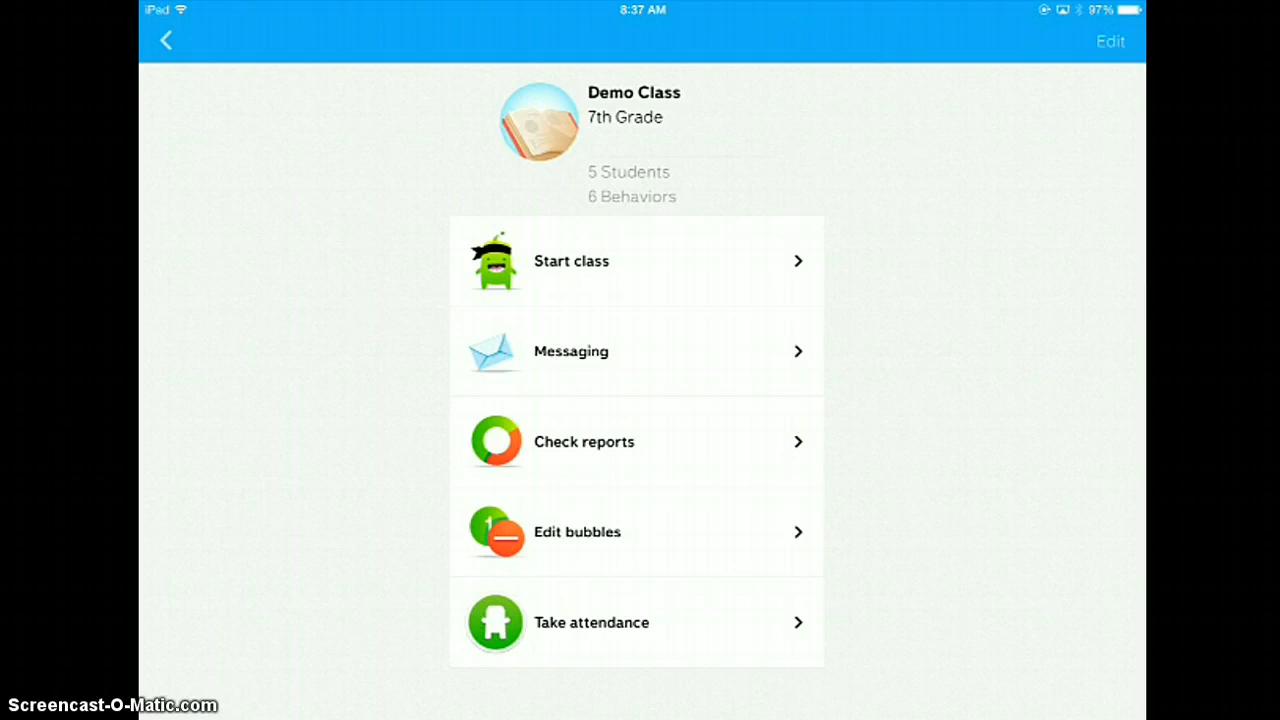 iPad 8:37 AM 97%
Edit
Demo Class
7th Grade
5 Students
6 Behaviors
Start class
Messaging
Check reports
Edit bubbles
Take attendance
Screencast-O-Matic.com